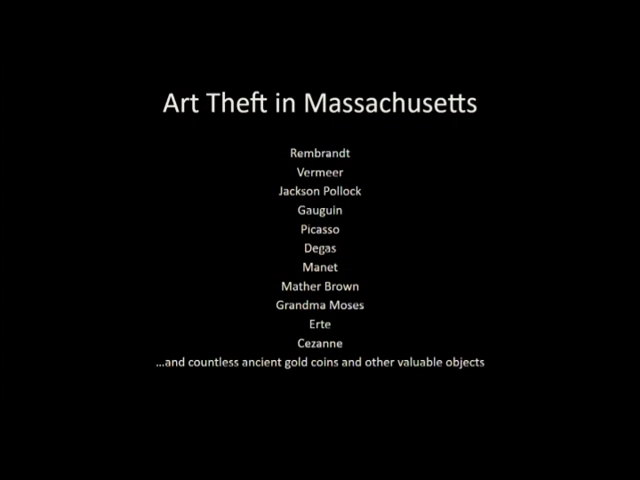 Art Theft in Massachusetts
Rembrandt
Vermeer
Jackson Pollock
Gauguin
Picasso
Degas
Manet
Mather Brown
Grandma Moses
Erte
Cezanne
...and countless ancient gold coins and other valuable objects